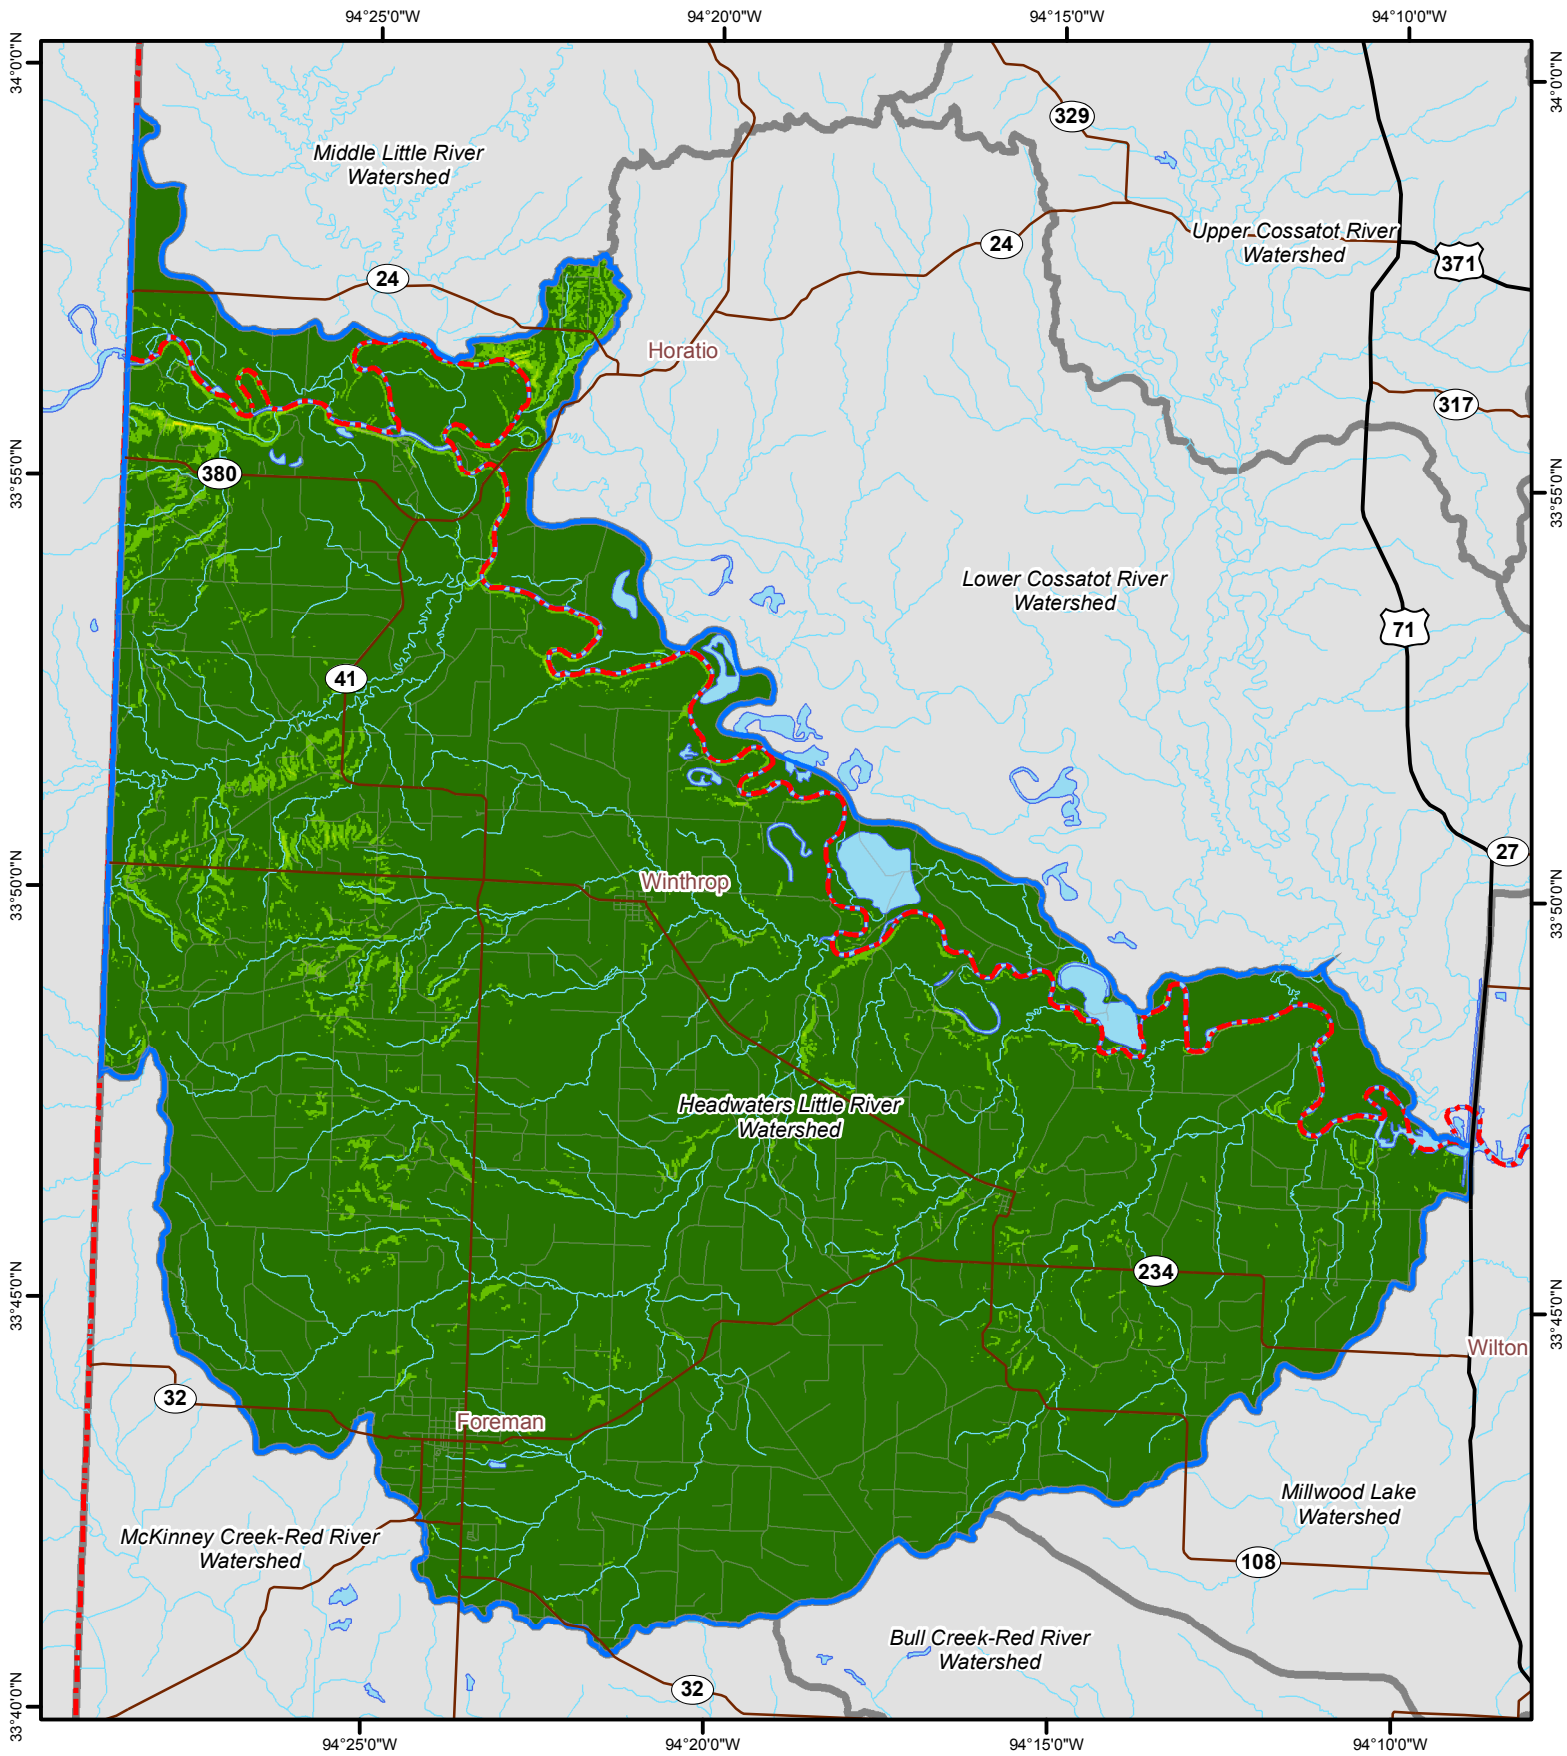 94°25'0"W
94°20'0"W
94°15'0"W
94°10'0"W
34°0'0"N
34°0'0"N
329
Middle Little River
Watershed
24
Upper Cossatot River
Watershed
371
24
Horatio
317
380
33°55'0"N
33°55'0"N
Lower Cossatot River
Watershed
71
41
27
Winthrop
33°50'0"N
33°50'0"N
Headwaters Little River
Watershed
234
33°45'0"N
33°45'0"N
Wilton
32
Foreman
Millwood Lake
Watershed
McKinney Creek-Red River
Watershed
108
Bull Creek-Red River
Watershed
32
33°40'0"N
94°25'0"W
94°20'0"W
94°15'0"W
94°10'0"W